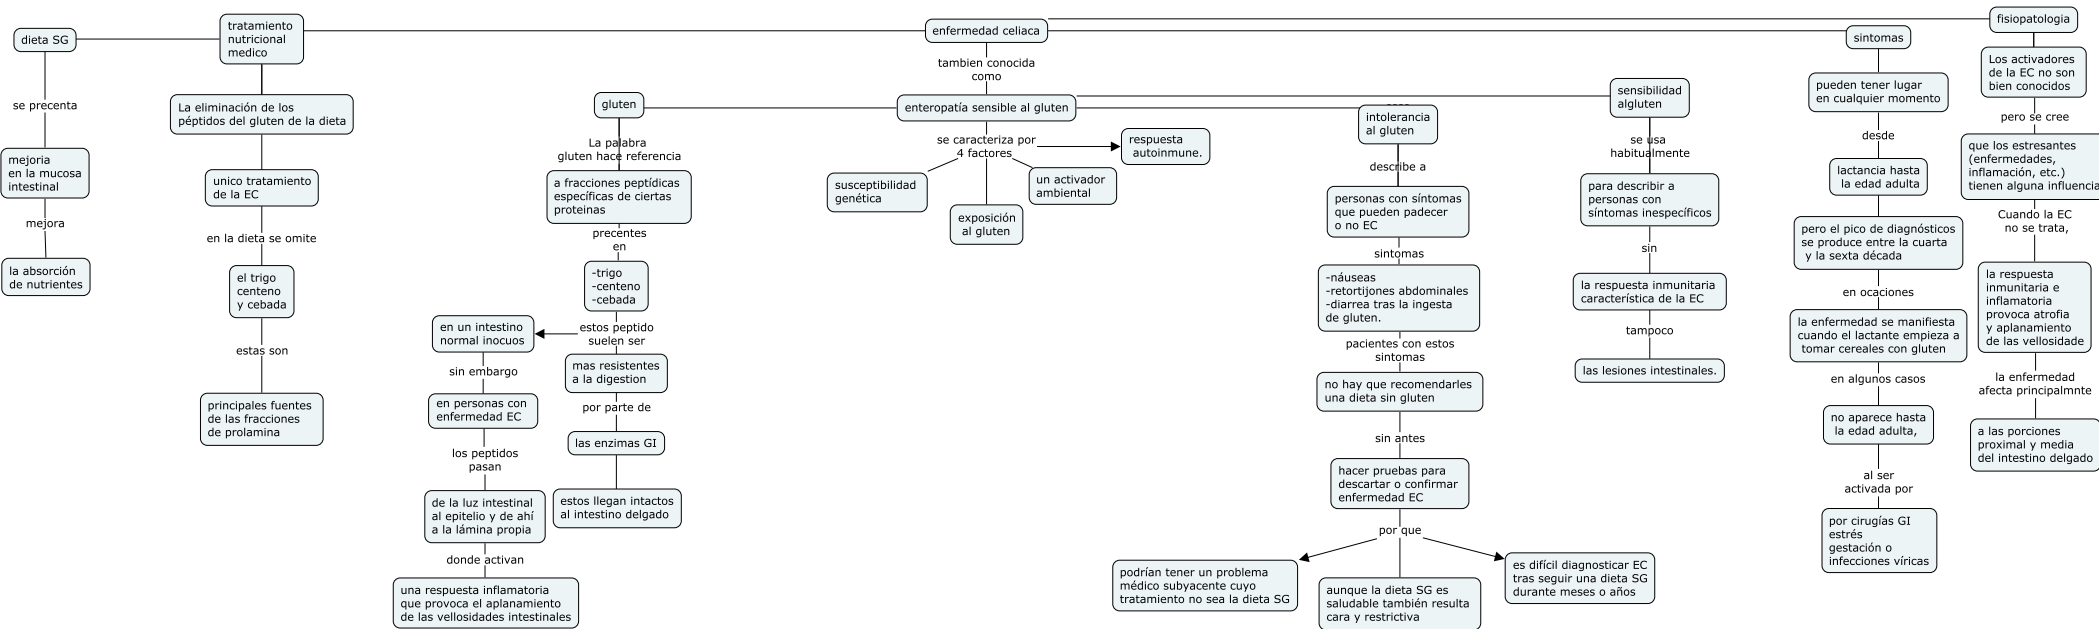 dieta SG
se precenta
mejoria
en la mucosa
intestinal
mejora
la absorción
de nutrientes
tratamiento
nutricional
medico
La eliminación de los
péptidos del gluten de la dieta
unico tratamiento
de la EC
en la dieta se omite
el trigo
centeno
y cebada
estas son
principales fuentes
de las fracciones
de prolamina
enfermedad celiaca
tambien conocida
como
enteropatía sensible al gluten
se caracteriza por
4 factores
respuesta
autoinmune.
susceptibilidad
genética
exposición
al gluten
un activador
ambiental
gluten
La palabra
gluten hace referencia
a fracciones peptídicas
específicas de ciertas
proteinas
precentes
en
-trigo
-centeno
-cebada
estos peptido
suelen ser
en un intestino
normal inocuos
sin embargo
en personas con
enfermedad EC
los peptidos
pasan
de la luz intestinal
al epitelio y de ahí
a la lámina propia
donde activan
una respuesta inflamatoria
que provoca el aplanamiento
de las vellosidades intestinales
mas resistentes
a la digestion
por parte de
las enzimas GI
estos llegan intactos
al intestino delgado
intolerancia
al gluten
describe a
personas con síntomas
que pueden padecer
o no EC
sintomas
-náuseas
-retortijones abdominales
-diarrea tras la ingesta
de gluten.
pacientes con estos
sintomas
no hay que recomendarles
una dieta sin gluten
sin antes
hacer pruebas para
descartar o confirmar
enfermedad EC
por que
podrían tener un problema
médico subyacente cuyo
tratamiento no sea la dieta SG
aunque la dieta SG es
saludable también resulta
cara y restrictiva
es difícil diagnosticar EC
tras seguir una dieta SG
durante meses o años
sensibilidad
algluten
se usa
habitualmente
para describir a
personas con
síntomas inespecíficos
sin
la respuesta inmunitaria
característica de la EC
tampoco
las lesiones intestinales.
sintomas
pueden tener lugar
en cualquier momento
desde
lactancia hasta
la edad adulta
pero el pico de diagnósticos
se produce entre la cuarta
y la sexta década
en ocaciones
la enfermedad se manifiesta
cuando el lactante empieza a
tomar cereales con gluten
en algunos casos
no aparece hasta
la edad adulta,
al ser
activada por
por cirugías GI
estrés
gestación o
infecciones víricas
fisiopatologia
Los activadores
de la EC no son
bien conocidos
pero se cree
que los estresantes
(enfermedades,
inflamación, etc.)
tienen alguna influencia
Cuando la EC
no se trata,
la respuesta
inmunitaria e
inflamatoria
provoca atrofia
y aplanamiento
de las vellosidade
la enfermedad
afecta principalmnte
a las porciones
proximal y media
del intestino delgado